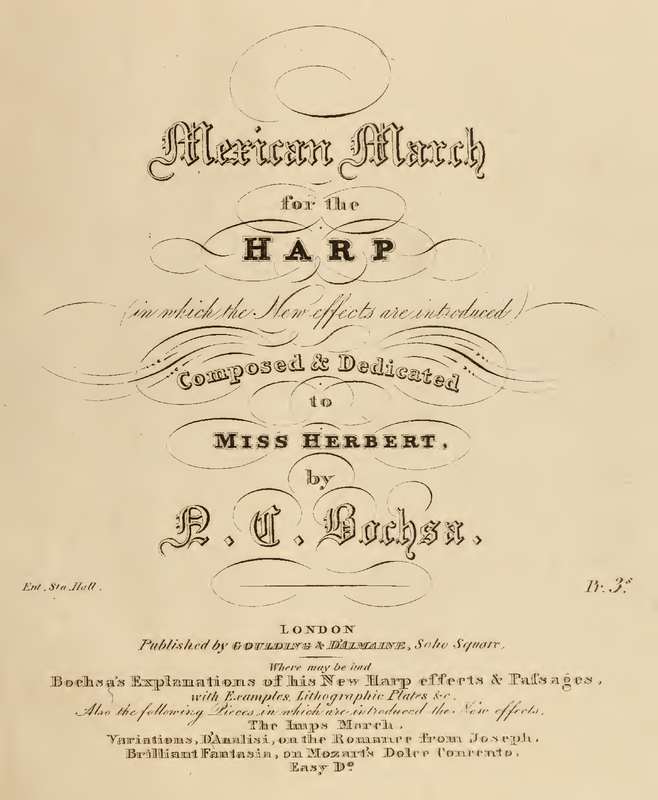 Mexican March
for the
HARP
(in which the New effects are introduced)
Composed & Dedicated
to
MISS HERBERT,
by
N. C. Bochsa.
Ent. Sta. Hall.
Pr. 3.s
LONDON
Published by GOULDING & D'ALMAINE, Soho Square,
Where may be had
Bochsa's Explanations of his New Harp effects & Paſsages,
with Examples, Lithographic Plates &c.
Also the following Pieces in which are introduced the New effects.
The Imps March.
Variations, D'Analisi, on the Romance from Joseph.
Brilliant Fantasia, on Mozart's Dolce Concento.
Easy Do